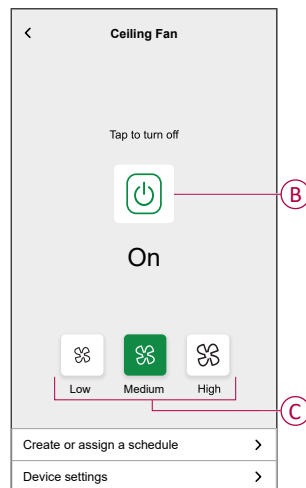 Ceiling Fan
Tap to turn off
B
On
Low Medium High
C
Create or assign a schedule
Device settings